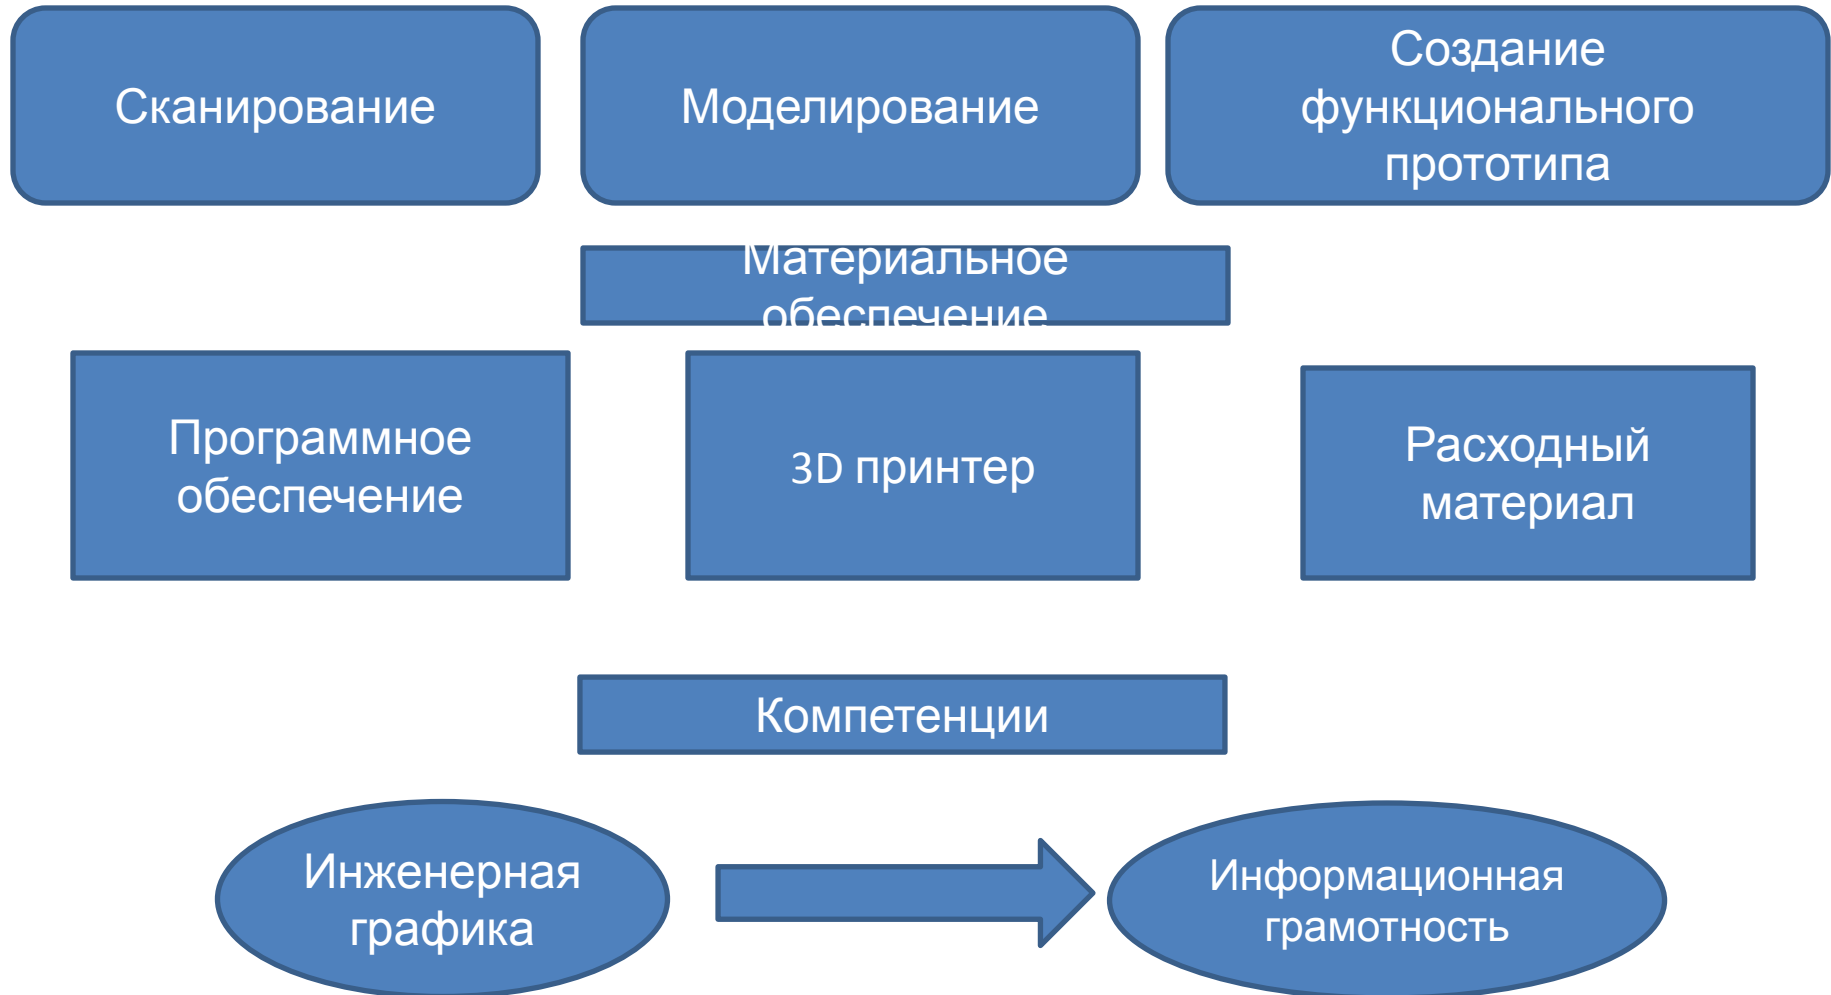 Сканирование
Моделирование
Создание
функционального
прототипа
Материальное
обеспечение
Программное
обеспечение
3D принтер
Расходный
материал
Компетенции
Инженерная
графика
Информационная
грамотность